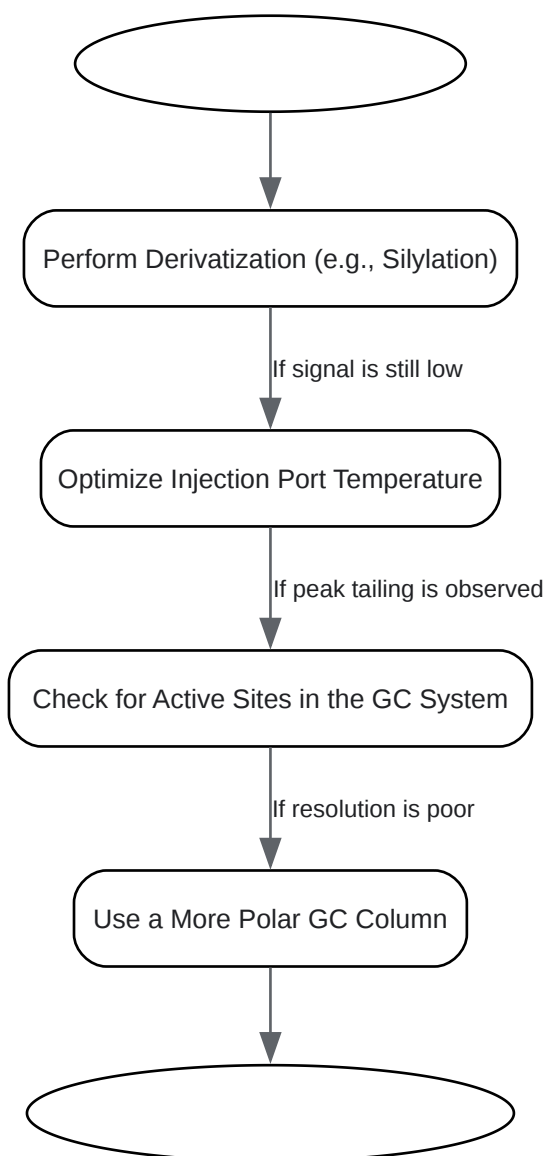 Perform Derivatization (e.g., Silylation)
If signal is still low
Optimize Injection Port Temperature
If peak tailing is observed
Check for Active Sites in the GC System
If resolution is poor
Use a More Polar GC Column